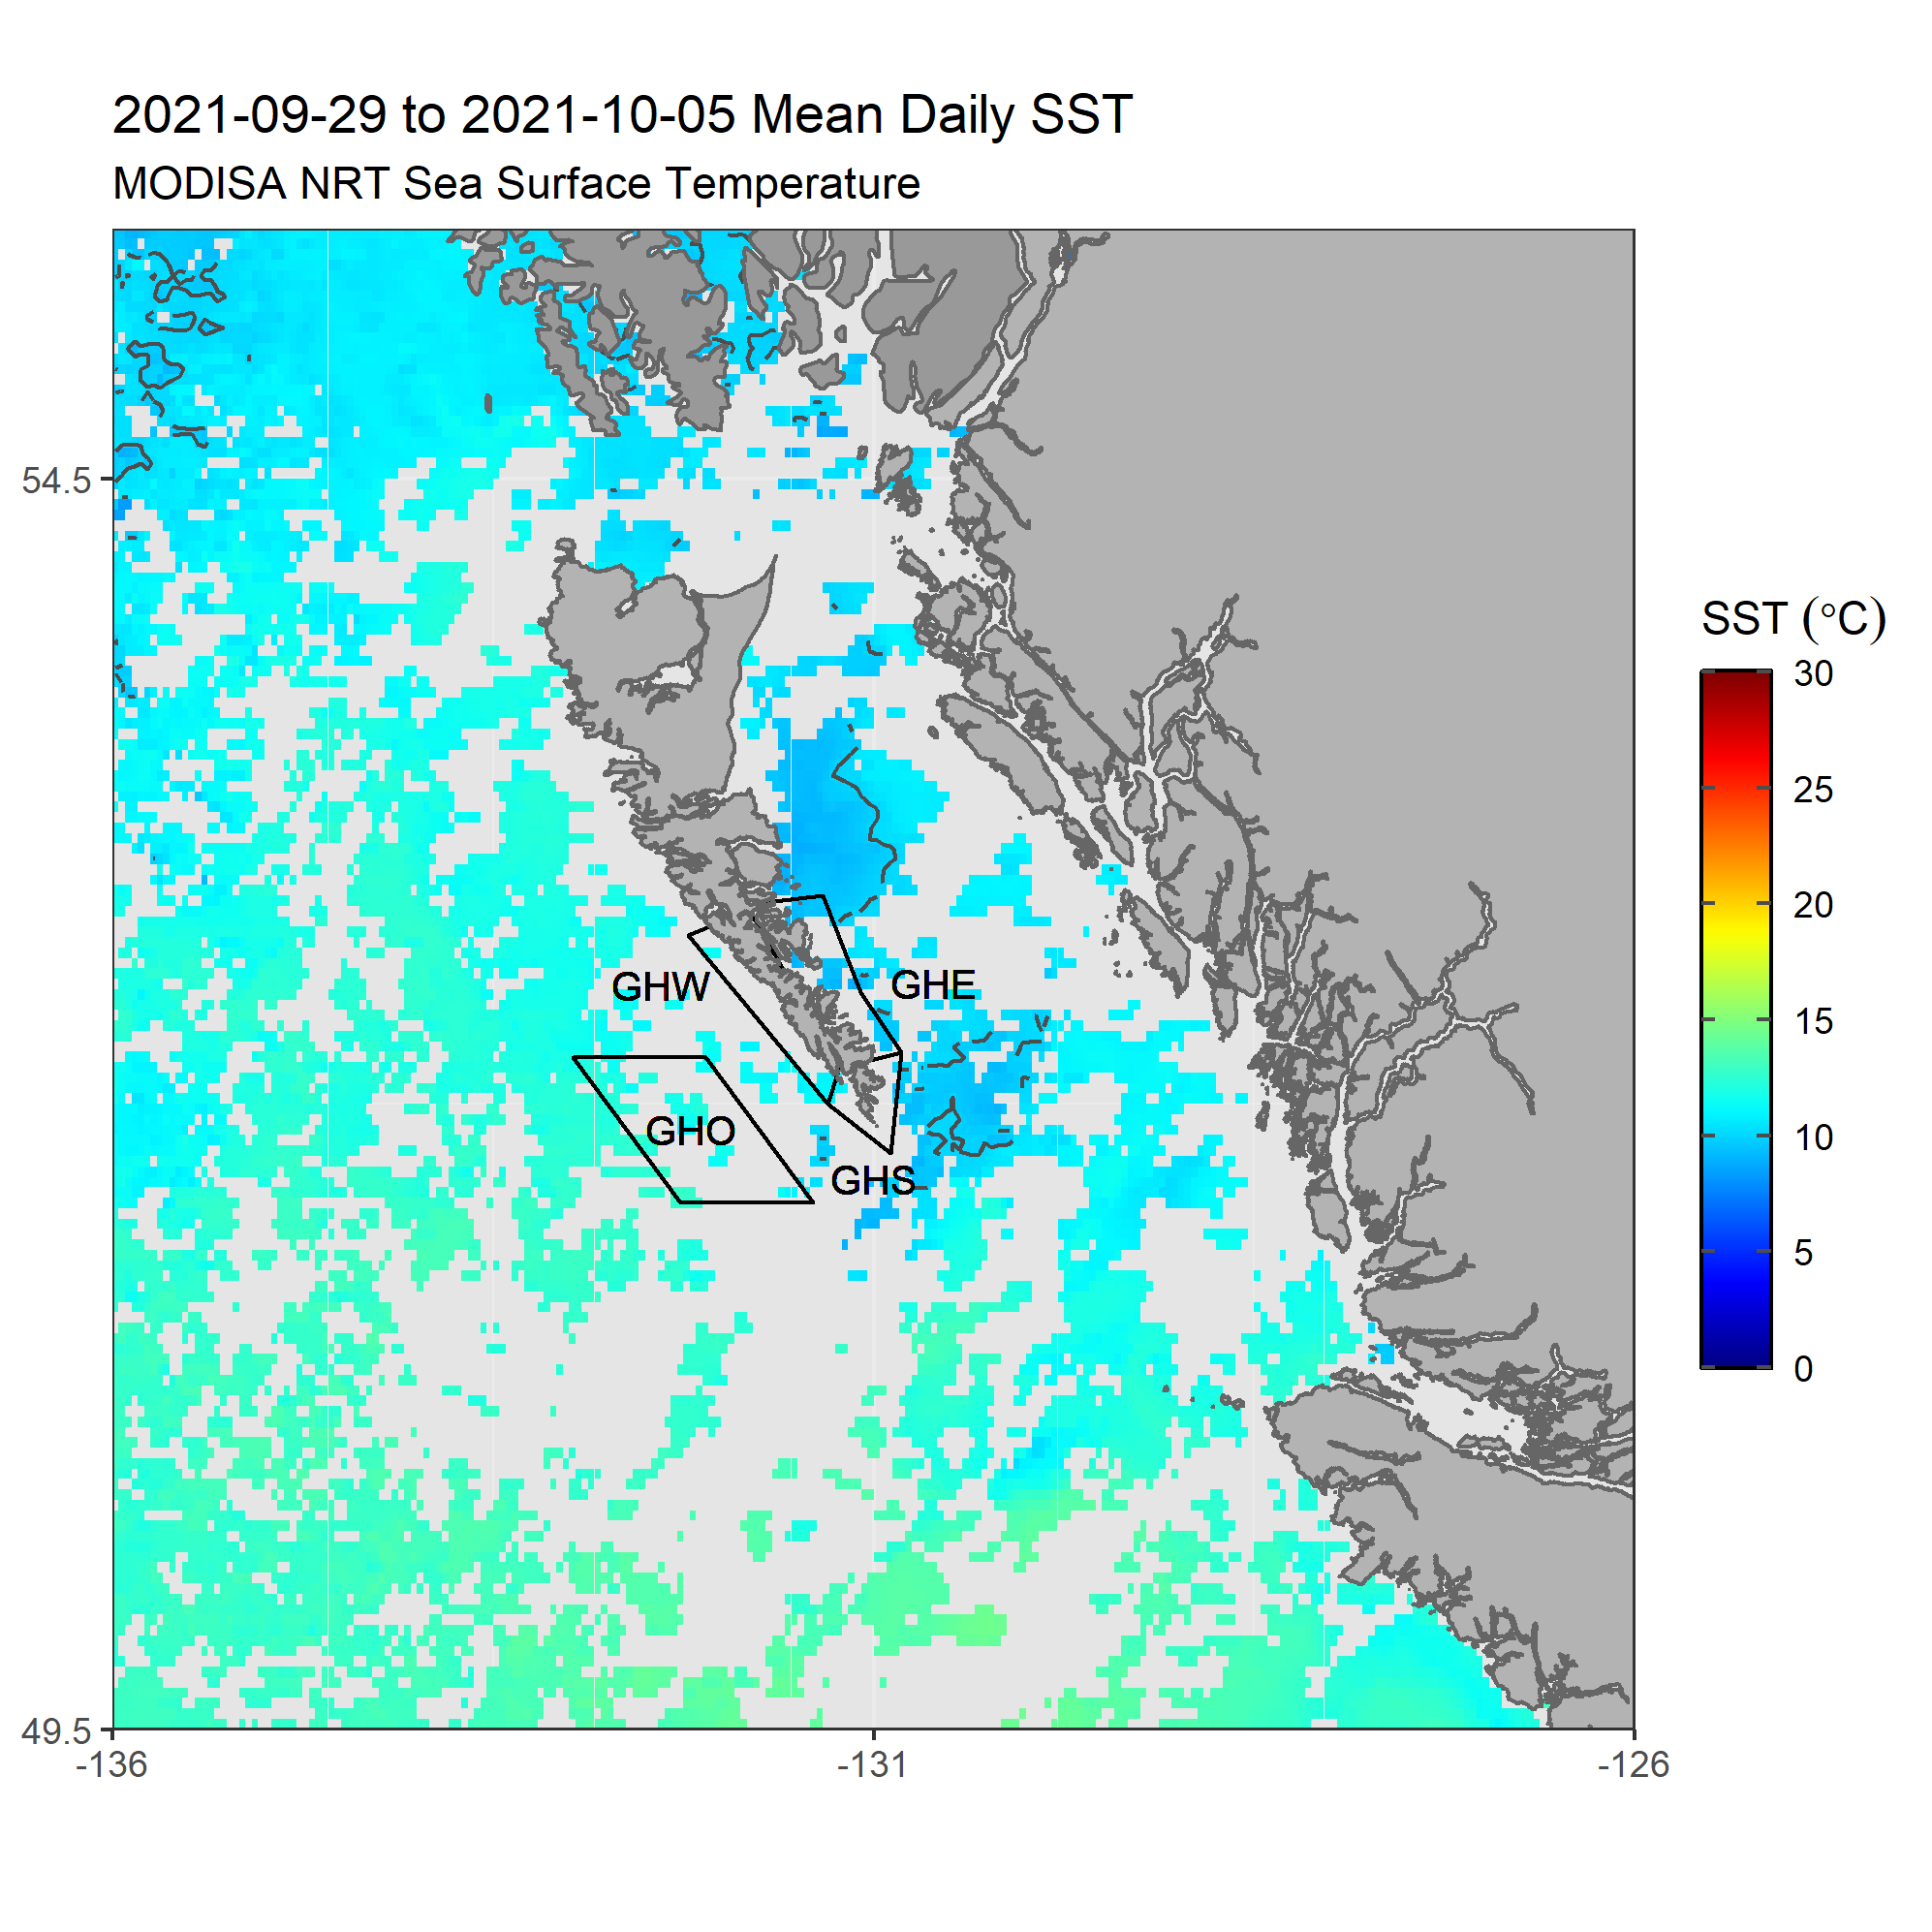 2021-09-29 to 2021-10-05 Mean Daily SST
MODISA NRT Sea Surface Temperature
54.5
49.5
-136
-131
-126
GHW
GHE
GHO
GHS
SST (°C)
30
25
20
15
10
5
0